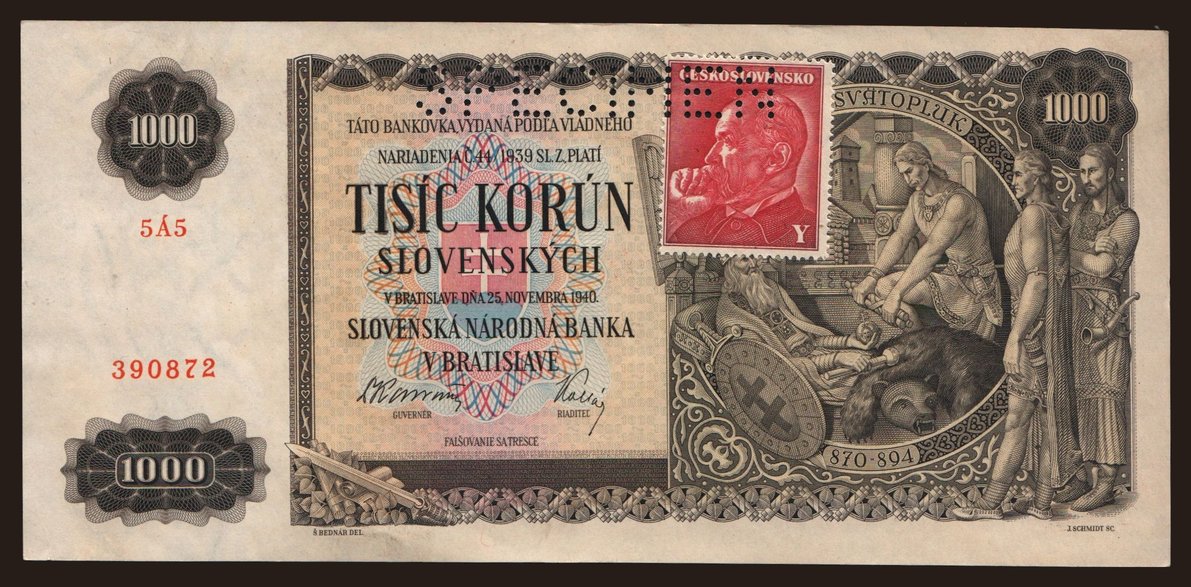 SPECIMEN
1000
5Á5
390872
1000
TÁTO BANKOVKA, VYDANÁ PODĽA VLÁDNEHO
NARIADENIA Č. 44/1939 SL. Z. PLATÍ
TISÍC KORÚN
SLOVENSKÝCH
V BRATISLAVE DŇA 25. NOVEMBRA 1940.
SLOVENSKÁ NÁRODNÁ BANKA
V BRATISLAVE
GUVERNÉR
RIADITEĽ
FALŠOVANIE SA TRESCE
Š. BEDNÁR DEL.
ČESKOSLOVENSKO
Y
SVÄTOPLUK
1000
870-894
J. SCHMIDT SC.